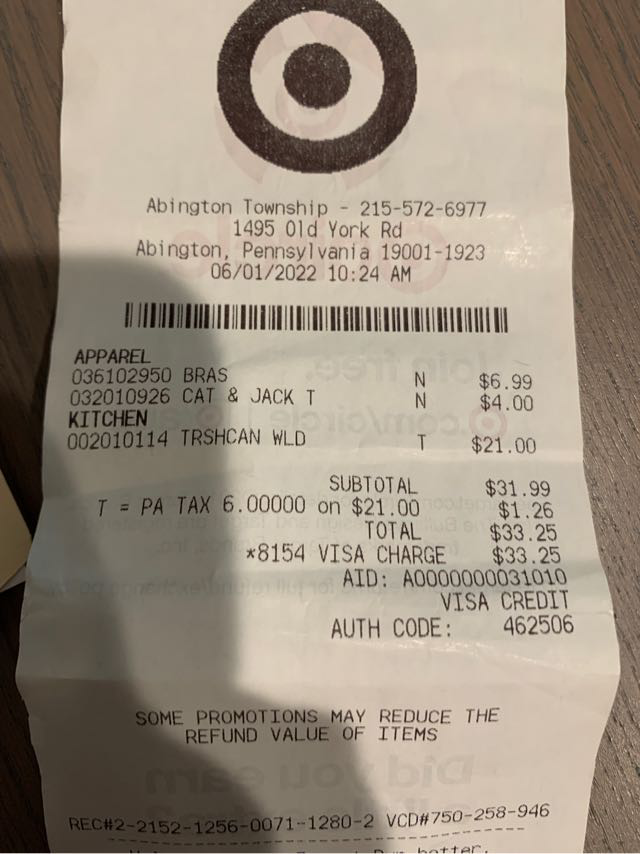 Abington Township - 215-572-6977
1495 Old York Rd
Abington, Pennsylvania 19001-1923
06/01/2022 10:24 AM
APPAREL
036102950 BRAS N $6.99
032010926 CAT & JACK T N $4.00
KITCHEN
002010114 TRSHCAN WLD T $21.00
SUBTOTAL $31.99
T = PA TAX 6.00000 on $21.00 $1.26
TOTAL $33.25
*8154 VISA CHARGE $33.25
AID: A0000000031010
VISA CREDIT
AUTH CODE: 462506
SOME PROMOTIONS MAY REDUCE THE
REFUND VALUE OF ITEMS
REC#2-2152-1256-0071-1280-2 VCD#750-258-946